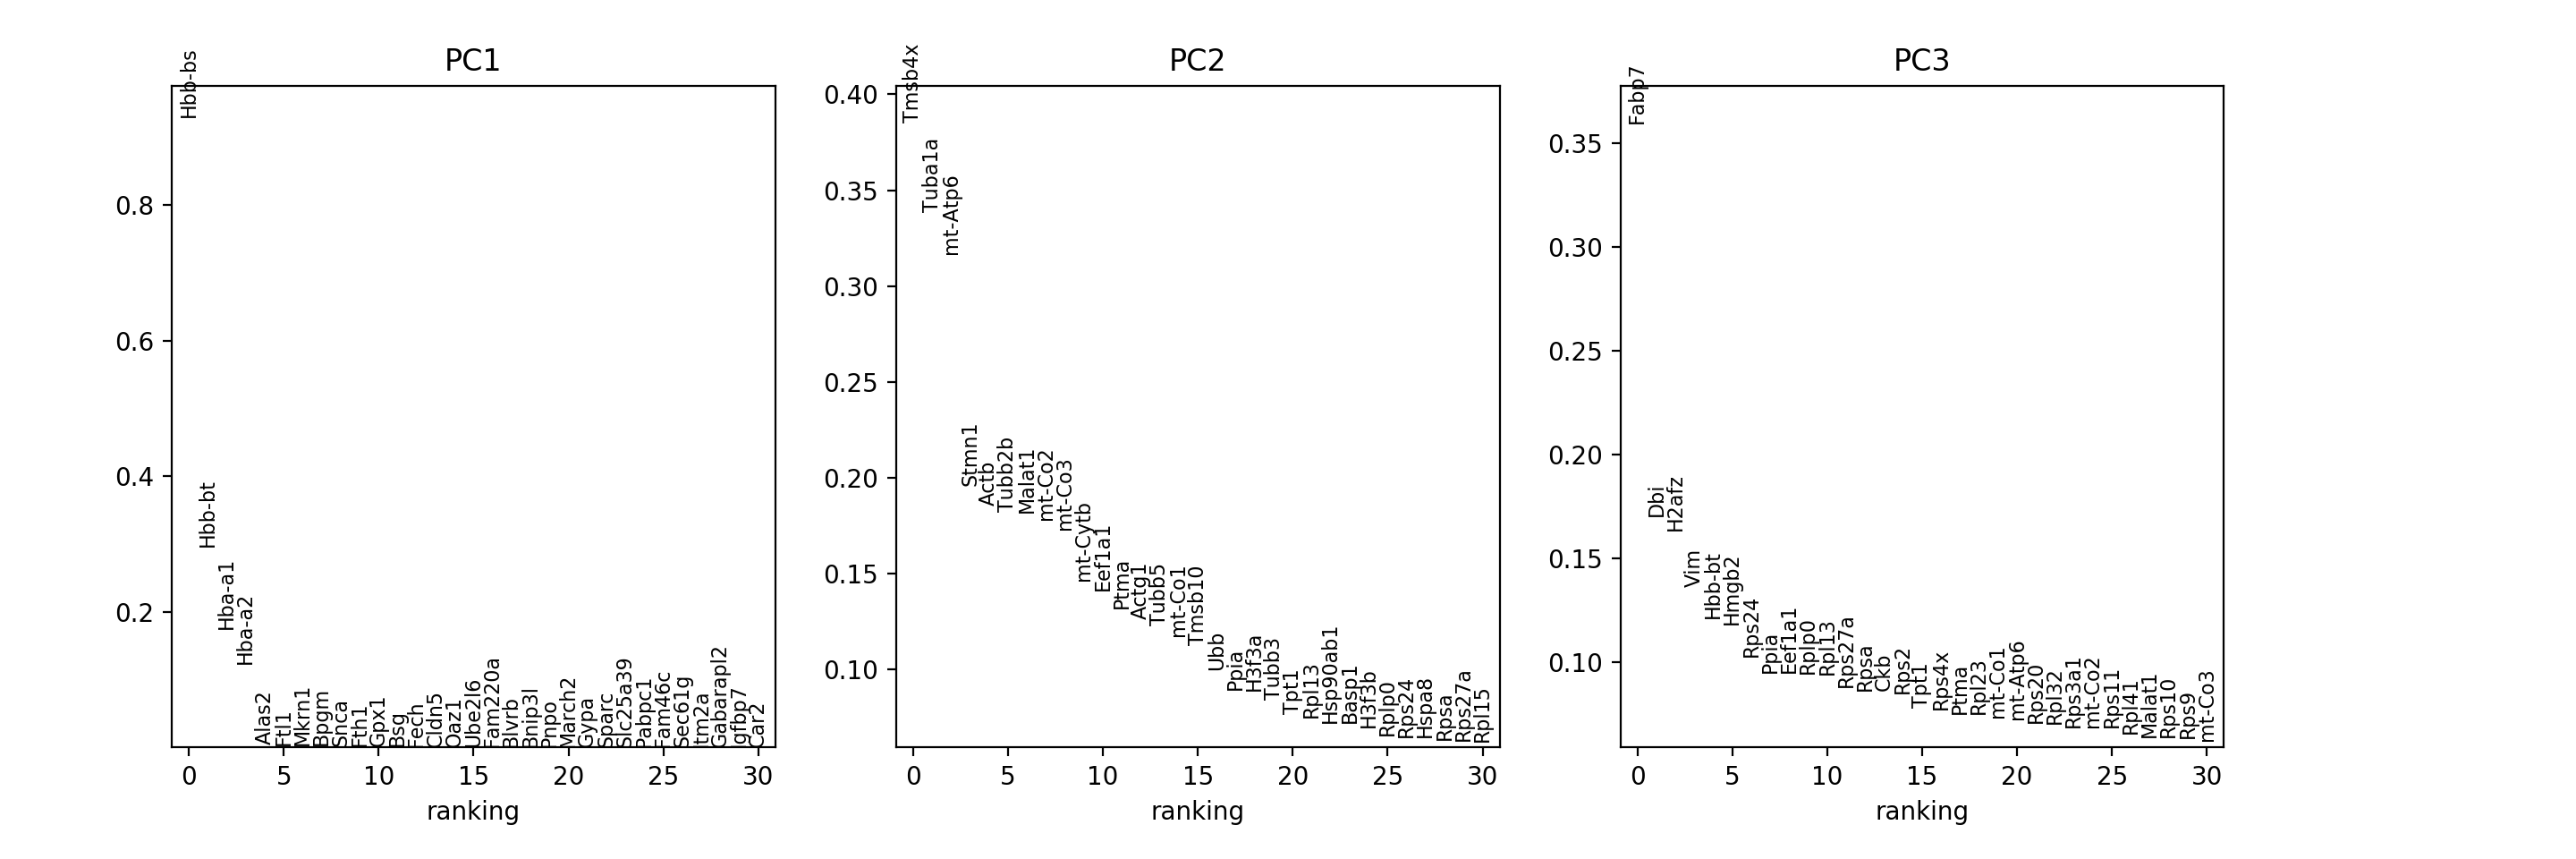 PC1
0.8
0.6
0.4
0.2
Hbb-bs
Hbb-bt
Hba-a1
Hba-a2
Alas2
Ftl1
Mkrn1
Bpgm
Snca
Fth1
Gpx1
Bsg
Fech
Cldn5
Oaz1
Ube2l6
Fam220a
Blvrb
Bnip3l
Pnpo
March2
Gypa
Sparc
Slc25a39
Pabpc1
Fam46c
Sec61g
Itm2a
Gabarapl2
Igfbp7
Car2
0 5 10 15 20 25 30
ranking
PC2
0.40
0.35
0.30
0.25
0.20
0.15
0.10
Tmsb4x
Tuba1a
mt-Atp6
Stmn1
Actb
Tubb2b
Malat1
mt-Co2
mt-Co3
mt-Cytb
Eef1a1
Ptma
Actg1
Tubb5
mt-Co1
Tmsb10
Ubb
Ppia
H3f3a
Tubb3
Tpt1
Rpl13
Hsp90ab1
Basp1
H3f3b
Rplp0
Rps24
Hspa8
Rpsa
Rps27a
Rpl15
0 5 10 15 20 25 30
ranking
PC3
0.35
0.30
0.25
0.20
0.15
0.10
Fabp7
Dbi
H2afz
Vim
Hbb-bt
Hmgb2
Rps24
Ppia
Eef1a1
Rplp0
Rpl13
Rps27a
Rpsa
Ckb
Rps2
Tpt1
Rps4x
Ptma
Rpl23
mt-Co1
mt-Atp6
Rps20
Rpl32
Rps3a1
mt-Co2
Rps11
Rpl41
Malat1
Rps10
Rps9
mt-Co3
0 5 10 15 20 25 30
ranking